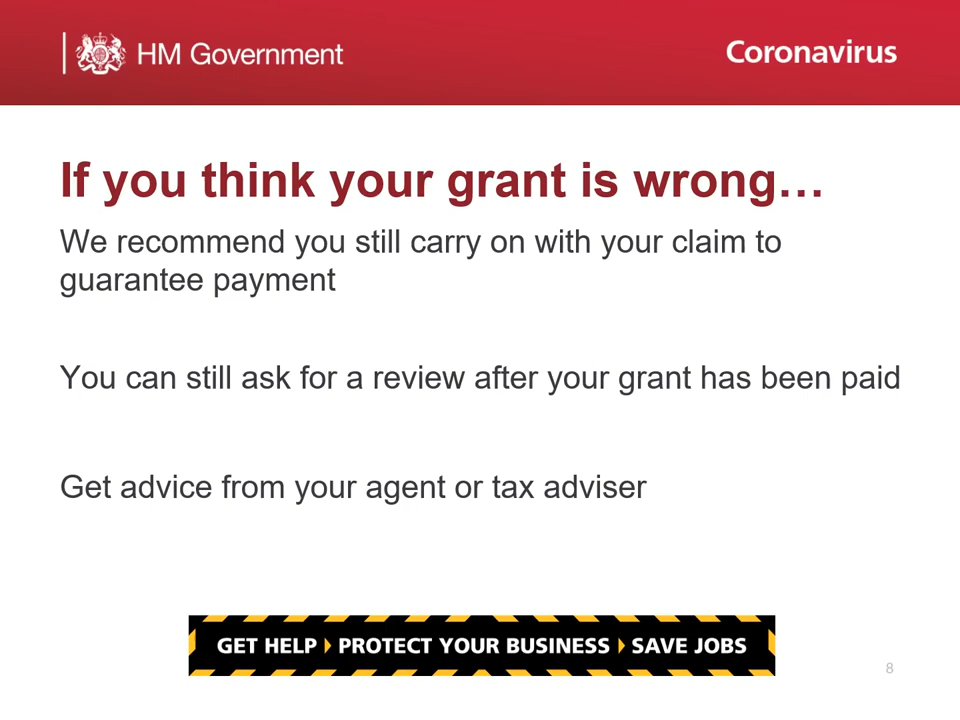 HM Government
Coronavirus
If you think your grant is wrong…
We recommend you still carry on with your claim to
guarantee payment
You can still ask for a review after your grant has been paid
Get advice from your agent or tax adviser
GET HELP › PROTECT YOUR BUSINESS › SAVE JOBS
8